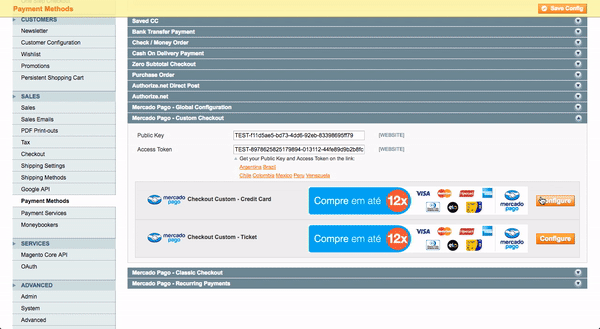 Payment Methods
Save Config
CUSTOMERS
Newsletter
Customer Configuration
Wishlist
Promotions
Persistent Shopping Cart
SALES
Sales
Sales Emails
PDF Print-outs
Tax
Checkout
Shipping Settings
Shipping Methods
Google API
Payment Methods
Payment Services
Moneybookers
SERVICES
Magento Core API
OAuth
ADVANCED
Admin
System
Advanced
Saved CC
Bank Transfer Payment
Check / Money Order
Cash On Delivery Payment
Zero Subtotal Checkout
Purchase Order
Authorize.net Direct Post
Authorize.net
Mercado Pago - Global Configuration
Mercado Pago - Custom Checkout
Public Key
TEST-f11d5ae5-bd73-4dd6-92eb-83398695ff79
[WEBSITE]
Access Token
TEST-8978625825179894-013112-44fe89d9b2b8fc
[WEBSITE]
Get your Public Key and Access Token on the link:
Argentina Brazil
Chile Colombia Mexico Peru Venezuela
mercado pago
Checkout Custom - Credit Card
Compre em até 12x
VISA
mercado pago
Configure
mercado pago
Checkout Custom - Ticket
Compre em até 12x
VISA
mercado pago
Configure
Mercado Pago - Classic Checkout
Mercado Pago - Recurring Payments